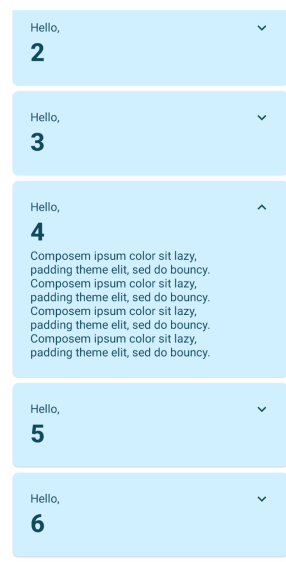 Hello,
2
Hello,
3
Hello,
4
Composem ipsum color sit lazy,
padding theme elit, sed do bouncy.
Composem ipsum color sit lazy,
padding theme elit, sed do bouncy.
Composem ipsum color sit lazy,
padding theme elit, sed do bouncy.
Composem ipsum color sit lazy,
padding theme elit, sed do bouncy.
Hello,
5
Hello,
6